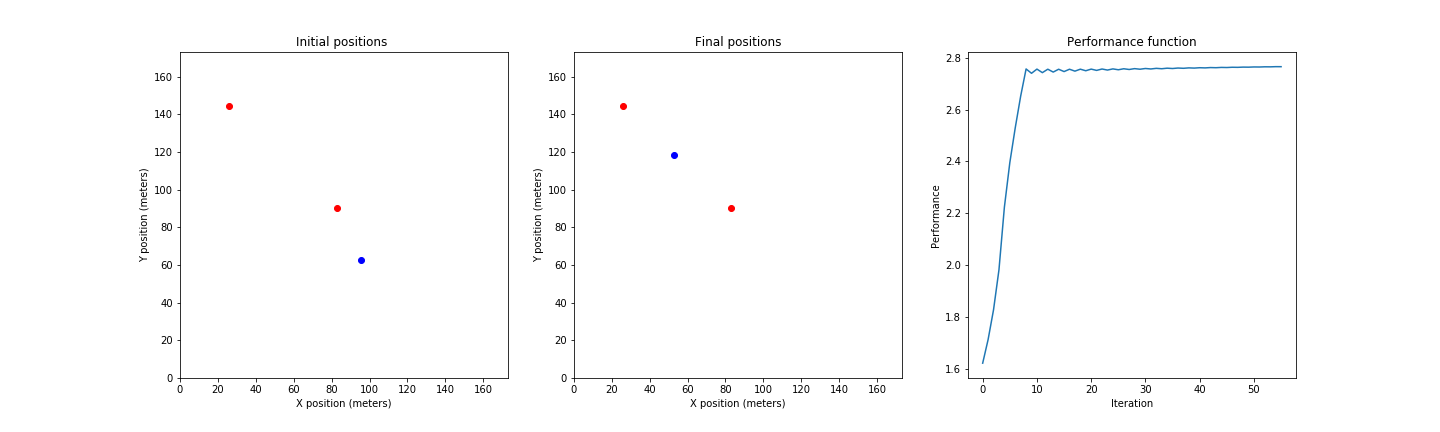 Initial positions
Y position (meters)
160
140
120
100
80
60
40
20
0
0 20 40 60 80 100 120 140 160
X position (meters)
Final positions
Y position (meters)
160
140
120
100
80
60
40
20
0
0 20 40 60 80 100 120 140 160
X position (meters)
Performance function
Performance
2.8
2.6
2.4
2.2
2.0
1.8
1.6
0 10 20 30 40 50
Iteration